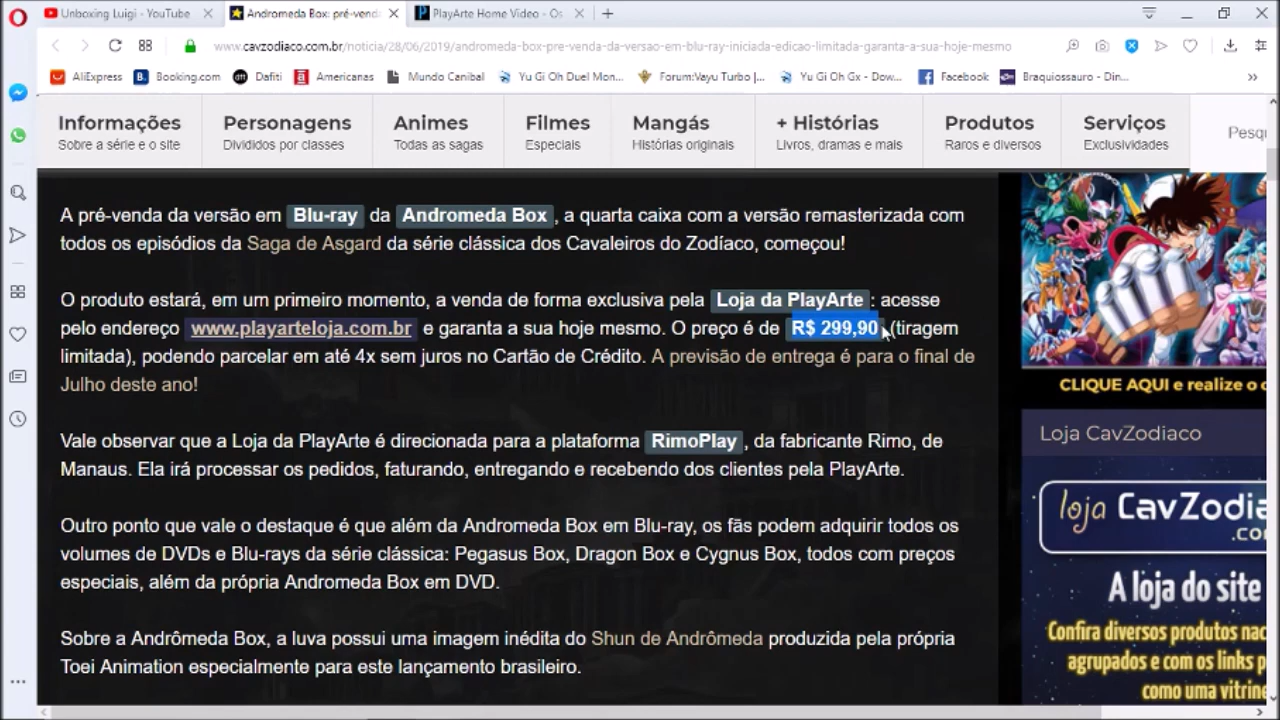 Unboxing Luigi - YouTube
Andromeda Box: pré-venda
PlayArte Home Video - Os
www.cavzodiaco.com.br/noticia/28/06/2019/andromeda-box-pre-venda-da-versao-em-blu-ray-iniciada-edicao-limitada-garanta-a-sua-hoje-mesmo
AliExpress
Booking.com
Dafiti
Americanas
Mundo Canibal
Yu Gi Oh Duel Mon...
Forum:Vayu Turbo |...
Yu Gi Oh Gx - Dow...
Facebook
Braquiossauro - Din...
Informações
Sobre a série e o site
Personagens
Divididos por classes
Animes
Todas as sagas
Filmes
Especiais
Mangás
Histórias originais
+ Histórias
Livros, dramas e mais
Produtos
Raros e diversos
Serviços
Exclusividades
Pesqu
A pré-venda da versão em Blu-ray da Andromeda Box, a quarta caixa com a versão remasterizada com
todos os episódios da Saga de Asgard da série clássica dos Cavaleiros do Zodíaco, começou!
O produto estará, em um primeiro momento, a venda de forma exclusiva pela Loja da PlayArte: acesse
pelo endereço www.playarteloja.com.br e garanta a sua hoje mesmo. O preço é de R$ 299,90 (tiragem
limitada), podendo parcelar em até 4x sem juros no Cartão de Crédito. A previsão de entrega é para o final de
Julho deste ano!
Vale observar que a Loja da PlayArte é direcionada para a plataforma RimoPlay, da fabricante Rimo, de
Manaus. Ela irá processar os pedidos, faturando, entregando e recebendo dos clientes pela PlayArte.
Outro ponto que vale o destaque é que além da Andromeda Box em Blu-ray, os fãs podem adquirir todos os
volumes de DVDs e Blu-rays da série clássica: Pegasus Box, Dragon Box e Cygnus Box, todos com preços
especiais, além da própria Andromeda Box em DVD.
Sobre a Andrômeda Box, a luva possui uma imagem inédita do Shun de Andrômeda produzida pela própria
Toei Animation especialmente para este lançamento brasileiro.
CLIQUE AQUI e realize o
Loja CavZodiaco
loja CavZodia
.co
A loja do site
Confira diversos produtos nac
agrupados e com os links p
como uma vitrine